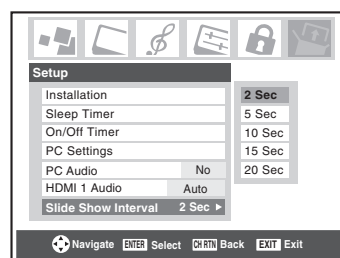 Setup
Installation
Sleep Timer
On/Off Timer
PC Settings
PC Audio No
HDMI 1 Audio Auto
Slide Show Interval 2 Sec ▶
2 Sec
5 Sec
10 Sec
15 Sec
20 Sec
Navigate ENTER Select CH RTN Back EXIT Exit